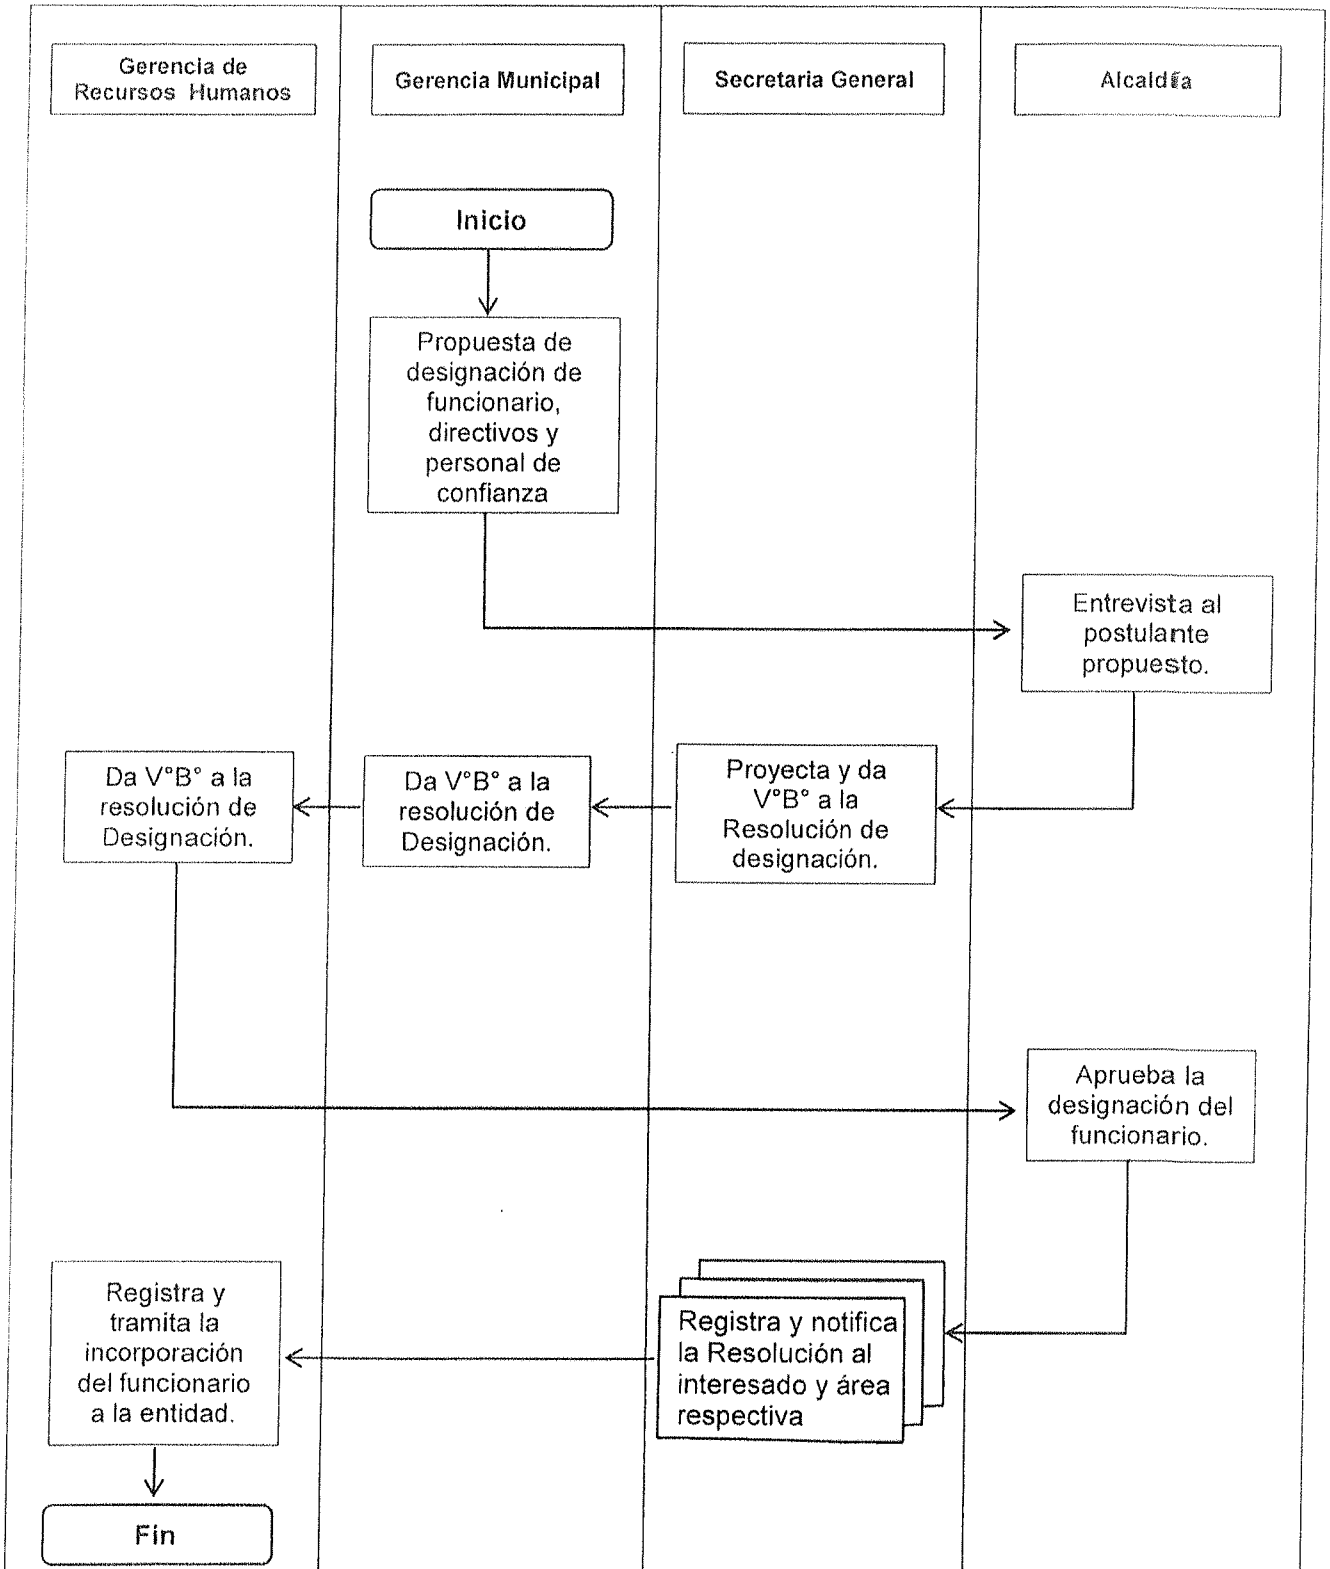 Gerencia de
Recursos Humanos
Gerencia Municipal
Secretaria General
Alcaldía
Inicio
Propuesta de
designación de
funcionario,
directivos y
personal de
confianza
Entrevista al
postulante
propuesto.
Da V°B° a la
resolución de
Designación.
Da V°B° a la
resolución de
Designación.
Proyecta y da
V°B° a la
Resolución de
designación.
Aprueba la
designación del
funcionario.
Registra y
tramita la
incorporación
del funcionario
a la entidad.
Registra y notifica
la Resolución al
interesado y área
respectiva
Fin